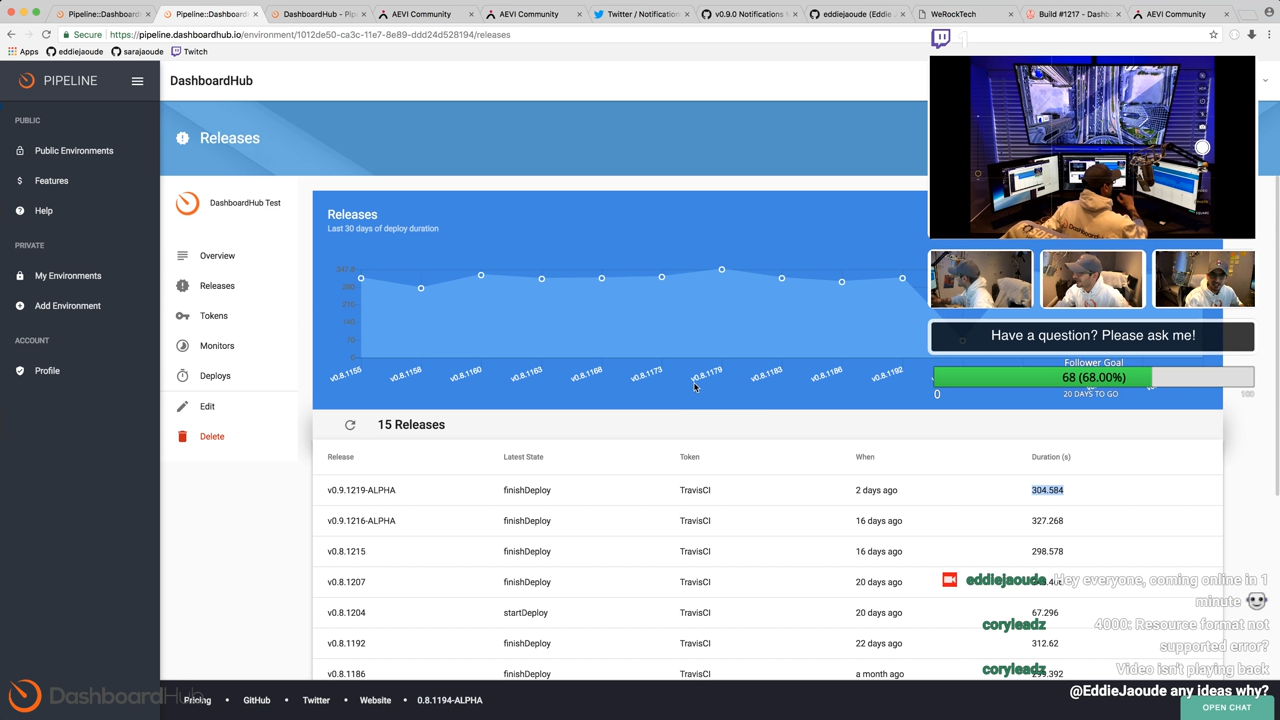 Pipeline::Dashboard
Pipeline::Dashboard
DashboardHub - Pip
AEVI Community
AEVI Community
Twitter / Notification
v0.9.0 Notifications
eddiejaoude (Eddie
WeRockTech
Build #1217 - Dashb
AEVI Community
Secure
https://pipeline.dashboardhub.io/environment/1012de50-ca3c-11e7-8e89-ddd24d528194/releases
Apps
eddiejaoude
sarajaoude
Twitch
1
PIPELINE
DashboardHub
PUBLIC
Public Environments
Features
Help
PRIVATE
My Environments
Add Environment
ACCOUNT
Profile
Releases
DashboardHub Test
Overview
Releases
Tokens
Monitors
Deploys
Edit
Delete
Releases
Last 30 days of deploy duration
0
v0.8.1155
v0.8.1158
v0.8.1160
v0.8.1163
v0.8.1168
v0.8.1173
v0.8.1179
v0.8.1183
v0.8.1186
v0.8.1192
Have a question? Please ask me!
Follower Goal
68 (68.00%)
0
20 DAYS TO GO
100
15 Releases
Release Latest State Token When Duration (s)
v0.9.1219-ALPHA finishDeploy TravisCI 2 days ago 304.584
v0.9.1216-ALPHA finishDeploy TravisCI 16 days ago 327.268
v0.8.1215 finishDeploy TravisCI 16 days ago 298.578
v0.8.1207 finishDeploy TravisCI 20 days ago
v0.8.1204 startDeploy TravisCI 20 days ago 67.296
v0.8.1192 finishDeploy TravisCI 22 days ago 312.62
v0.8.1186 finishDeploy TravisCI a month ago 299.392
eddiejaoude Hey everyone, coming online in 1
minute
coryleadz 4000: Resource format not
supported error?
coryleadz Video isn't playing back
@EddieJaoude any ideas why?
DashboardHub
Pricing
GitHub
Twitter
Website
0.8.1194-ALPHA
OPEN CHAT